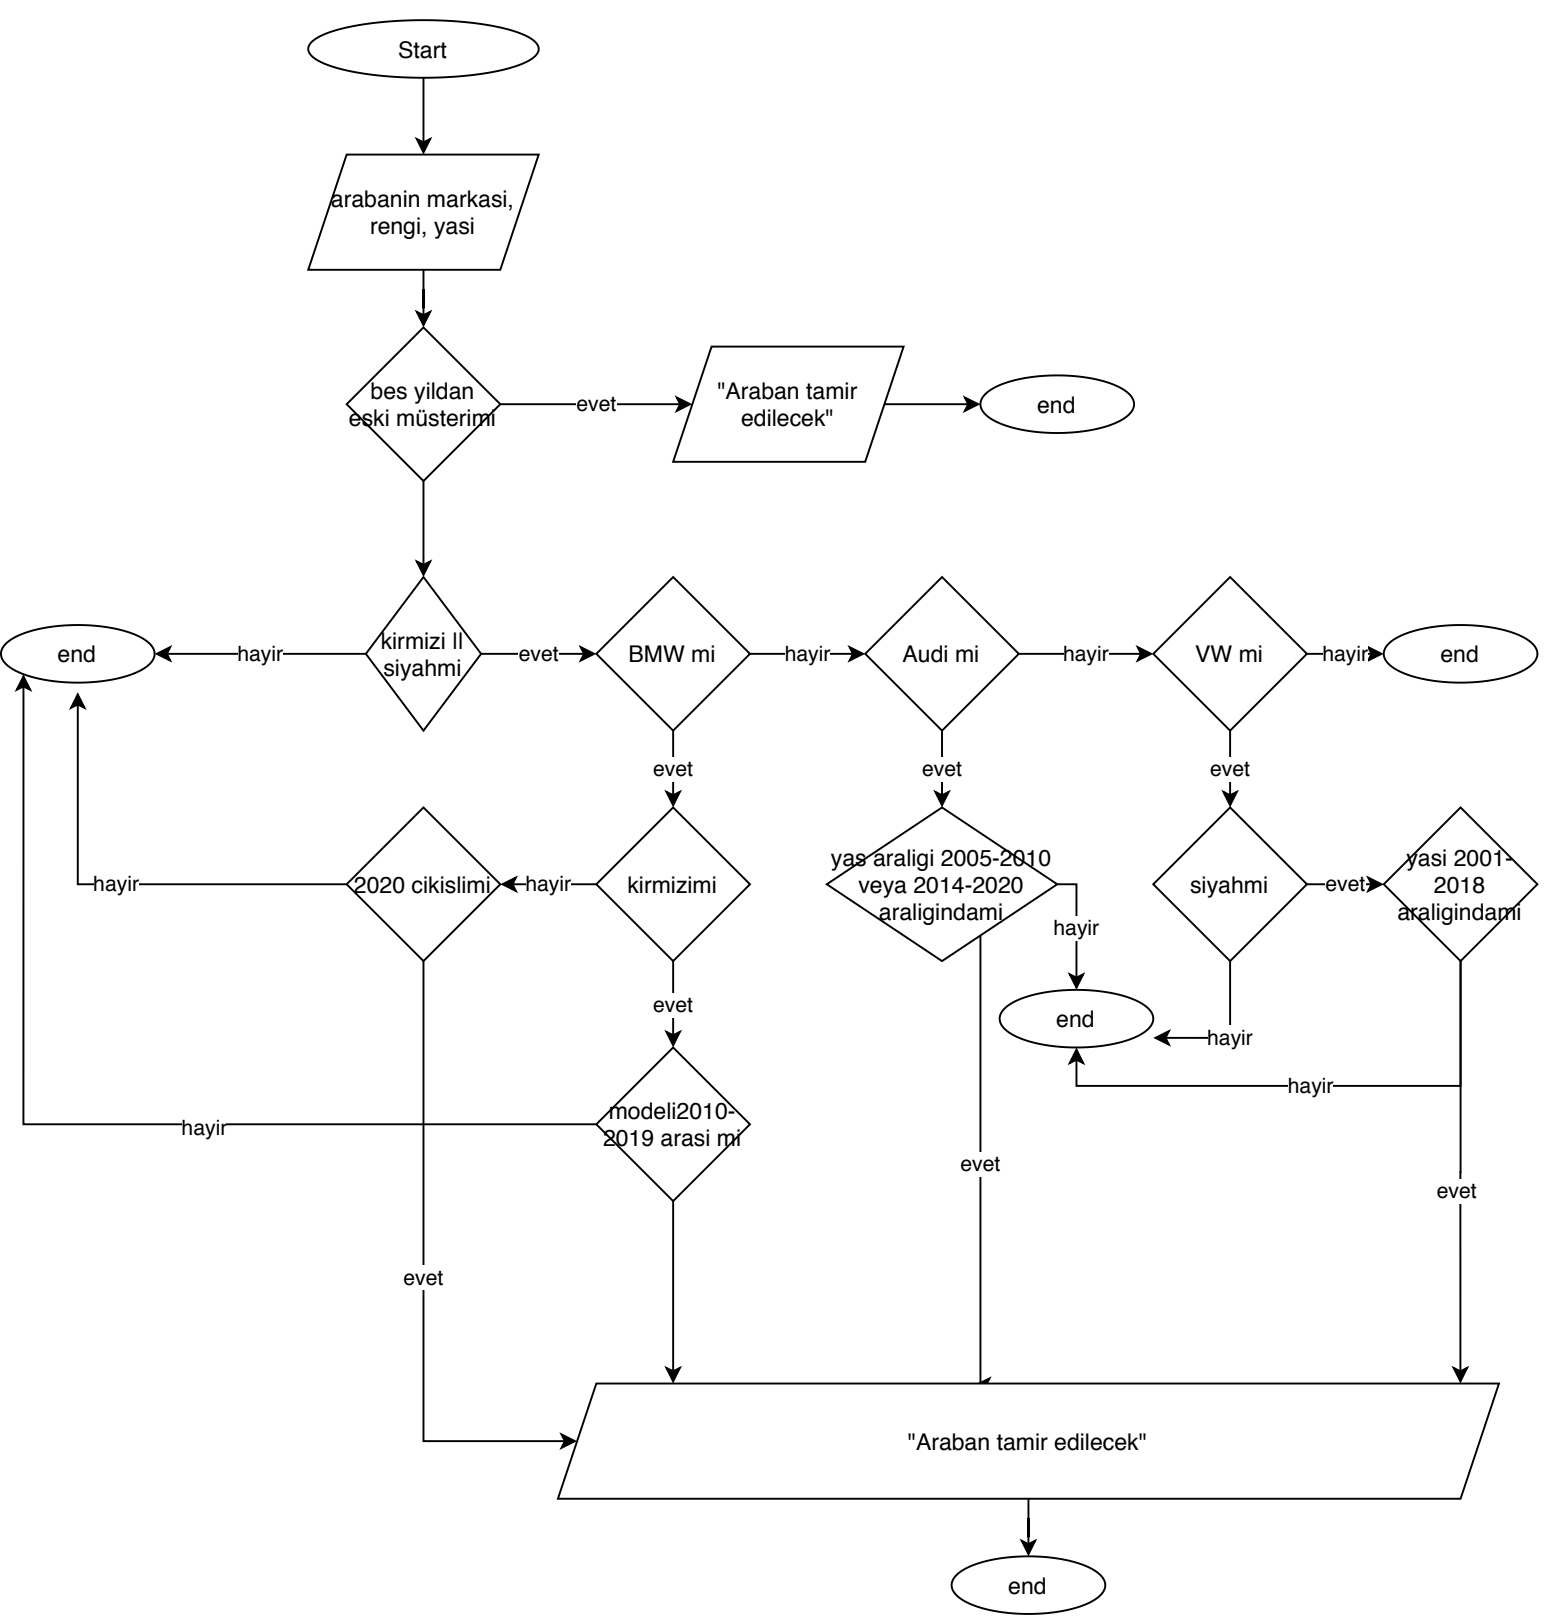 Start
arabanin markasi,
rengi, yasi
bes yildan
eski müsterimi
evet
"Araban tamir
edilecek"
end
end
hayir
kirmizi ||
siyahmi
evet
BMW mi
hayir
Audi mi
hayir
VW mi
hayir
end
evet
evet
evet
hayir
2020 cikislimi
hayir
kirmizimi
yas araligi 2005-2010
veya 2014-2020
araligindami
hayir
siyahmi
evet
yasi 2001-
2018
araligindami
evet
end
hayir
hayir
hayir
modeli2010-
2019 arasi mi
evet
evet
evet
"Araban tamir edilecek"
end